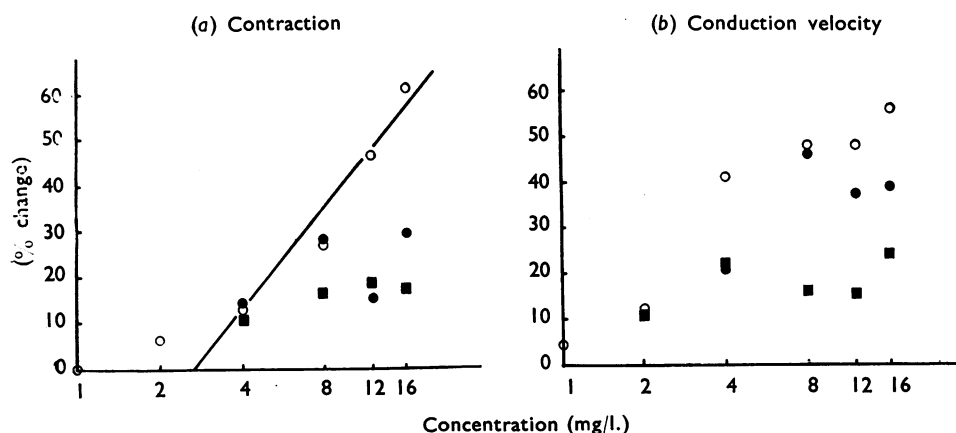 (a) Contraction
(b) Conduction velocity
(% change)
60
50
40
30
20
10
0
1 2 4 8 12 16
60
50
40
30
20
10
0
1 2 4 8 12 16
Concentration (mg/l.)